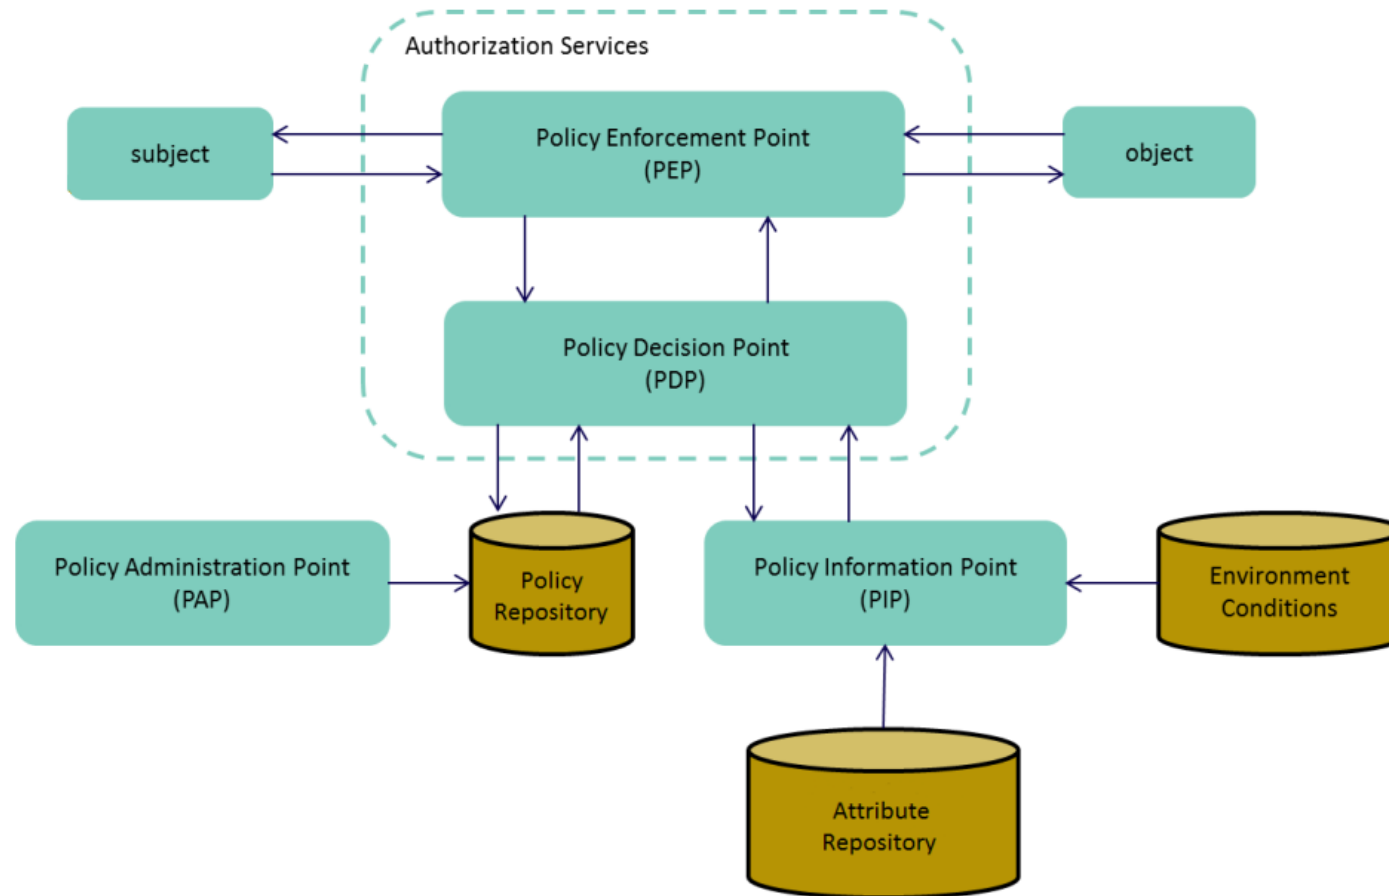 Authorization Services
subject
Policy Enforcement Point
(PEP)
object
Policy Decision Point
(PDP)
Policy Administration Point
(PAP)
Policy
Repository
Policy Information Point
(PIP)
Environment
Conditions
Attribute
Repository